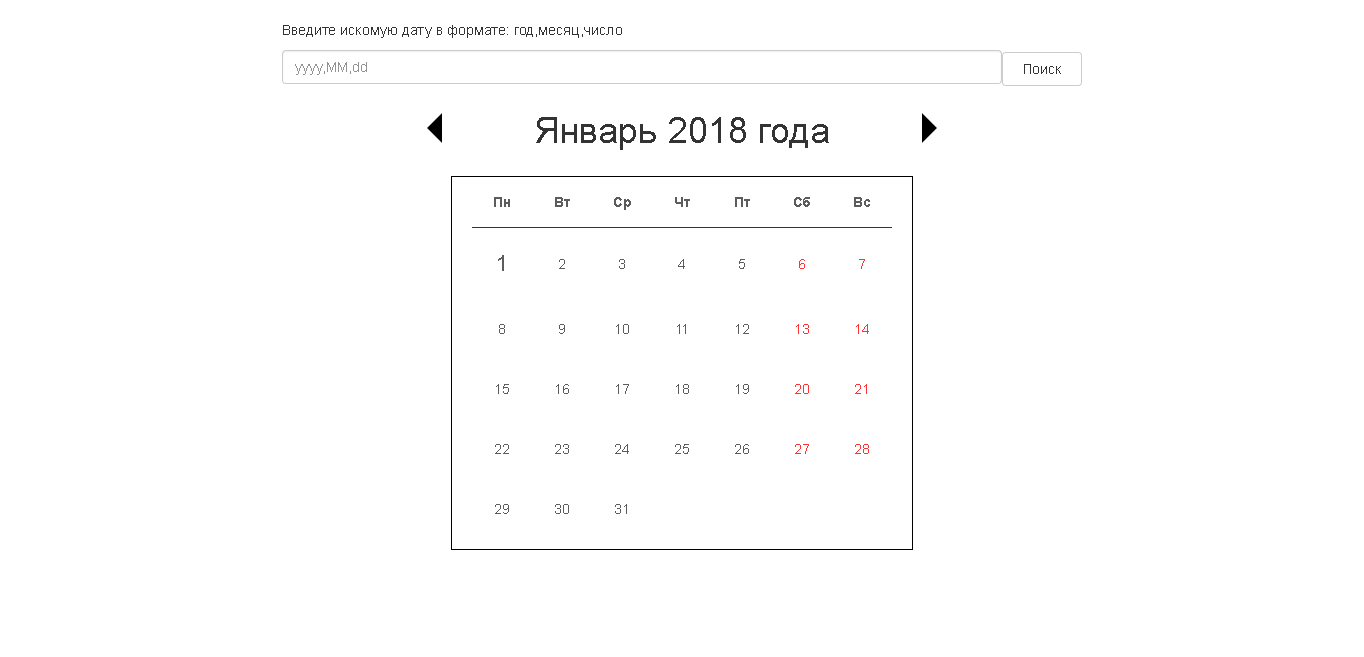 Введите искомую дату в формате: год,месяц,число
yyyy,MM,dd Поиск
Январь 2018 года
Пн Вт Ср Чт Пт Сб Вс
1 2 3 4 5 6 7
8 9 10 11 12 13 14
15 16 17 18 19 20 21
22 23 24 25 26 27 28
29 30 31